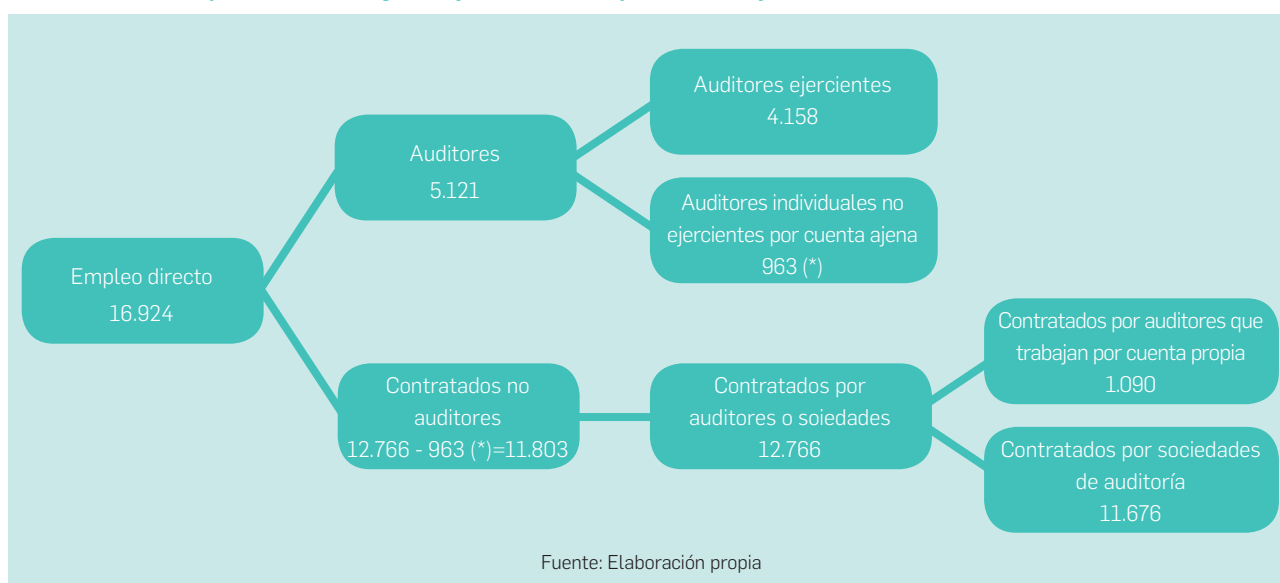 Auditores ejercientes
4.158
Auditores
5.121
Auditores individuales no
ejercientes por cuenta ajena
963 (*)
Empleo directo
16.924
Contratados no
auditores
12.766 - 963 (*)=11.803
Contratados por
auditores o soiedades
12.766
Contratados por auditores que
trabajan por cuenta propia
1.090
Contratados por sociedades
de auditoría
11.676
Fuente: Elaboración propia